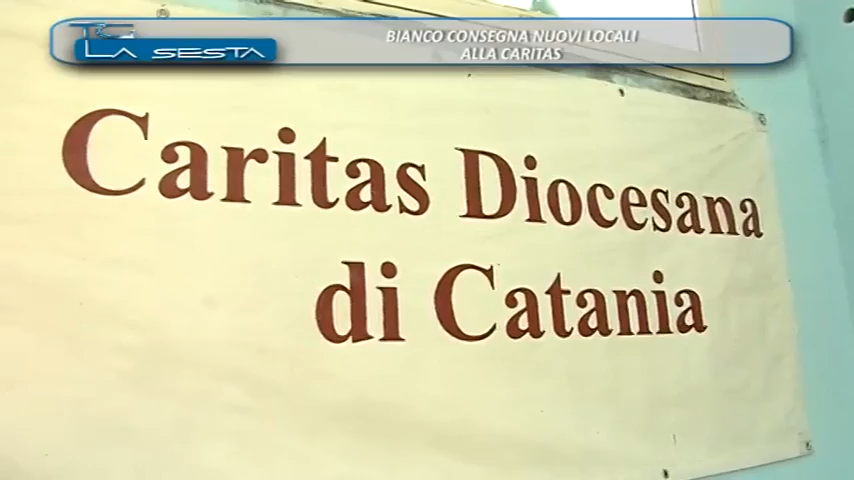 TG
LA SESTA
BIANCO CONSEGNA NUOVI LOCALI
ALLA CARITAS
Caritas Diocesana
di Catania